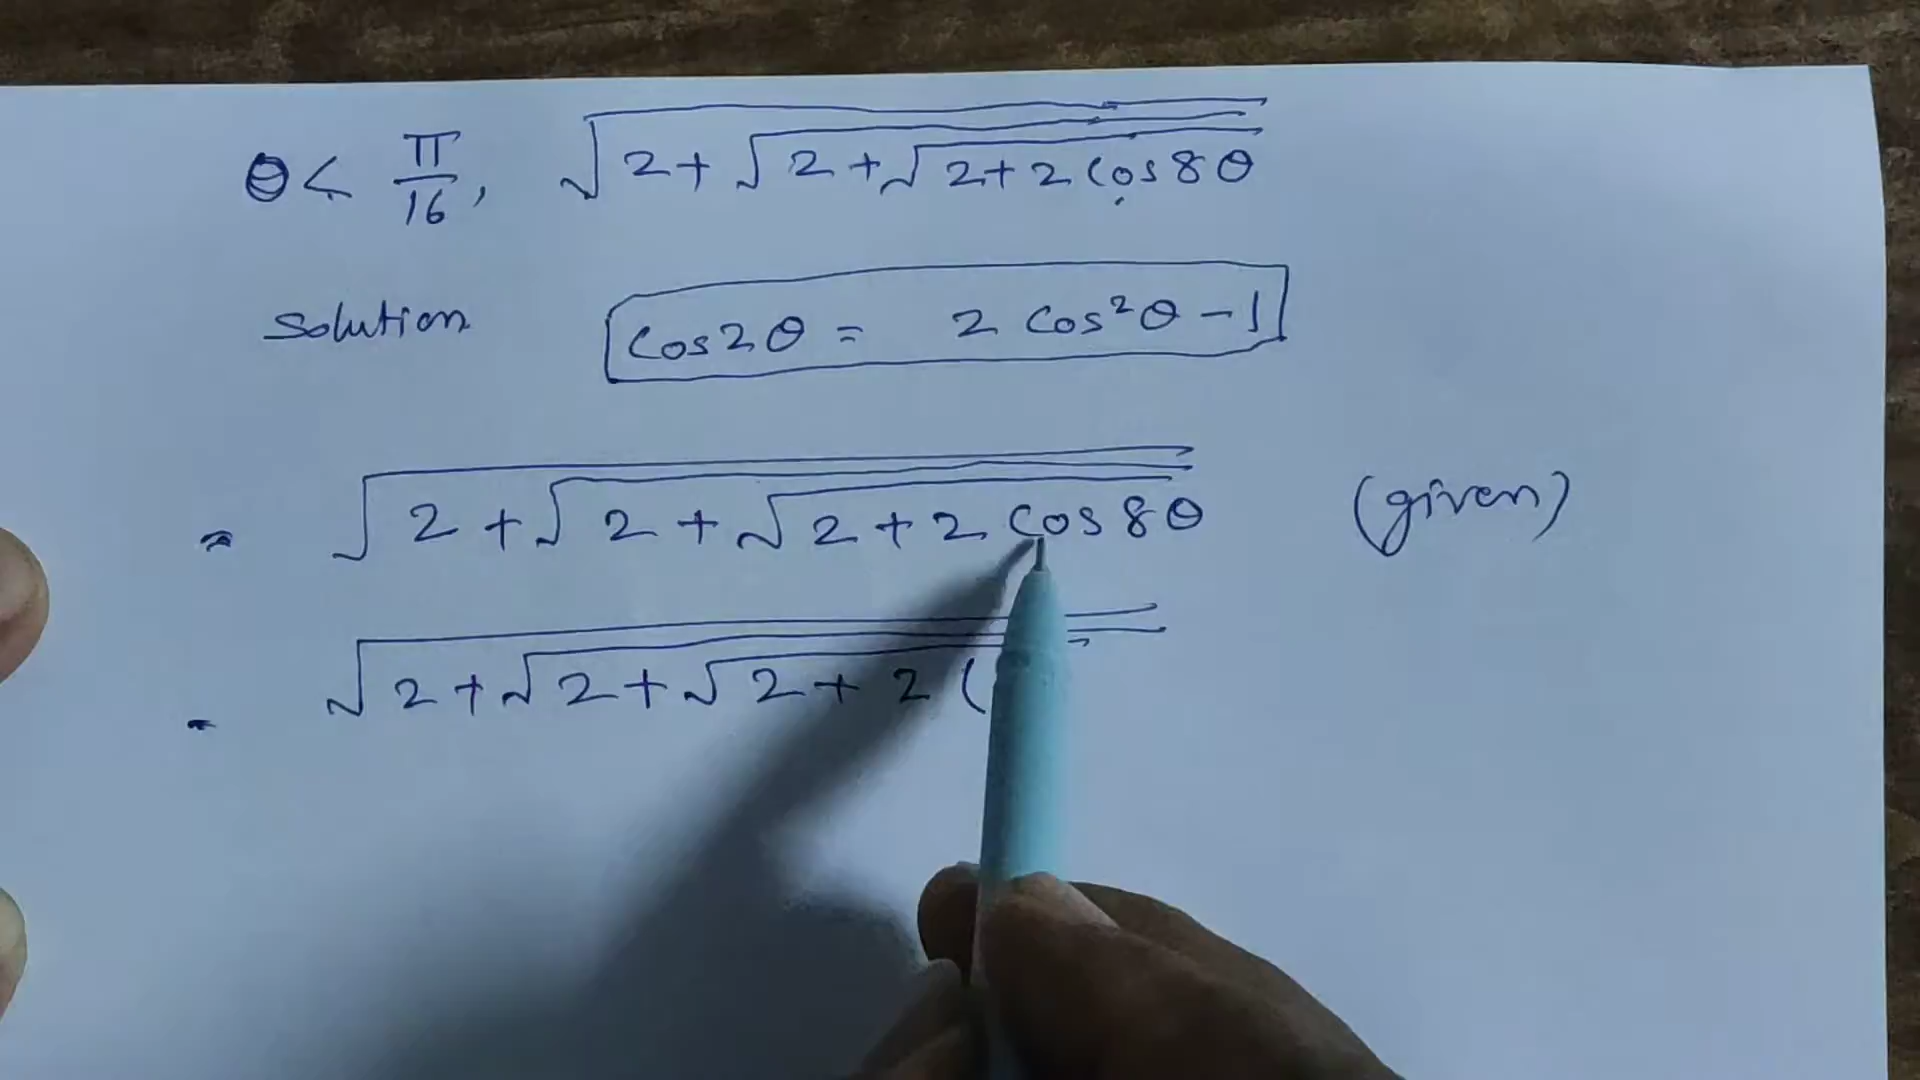 θ < π/16, √2+√2+√2+2cos8θ
Solution cos2θ = 2cos²θ-1
= √2+√2+√2+2cos8θ (given)
= √2+√2+√2+2(